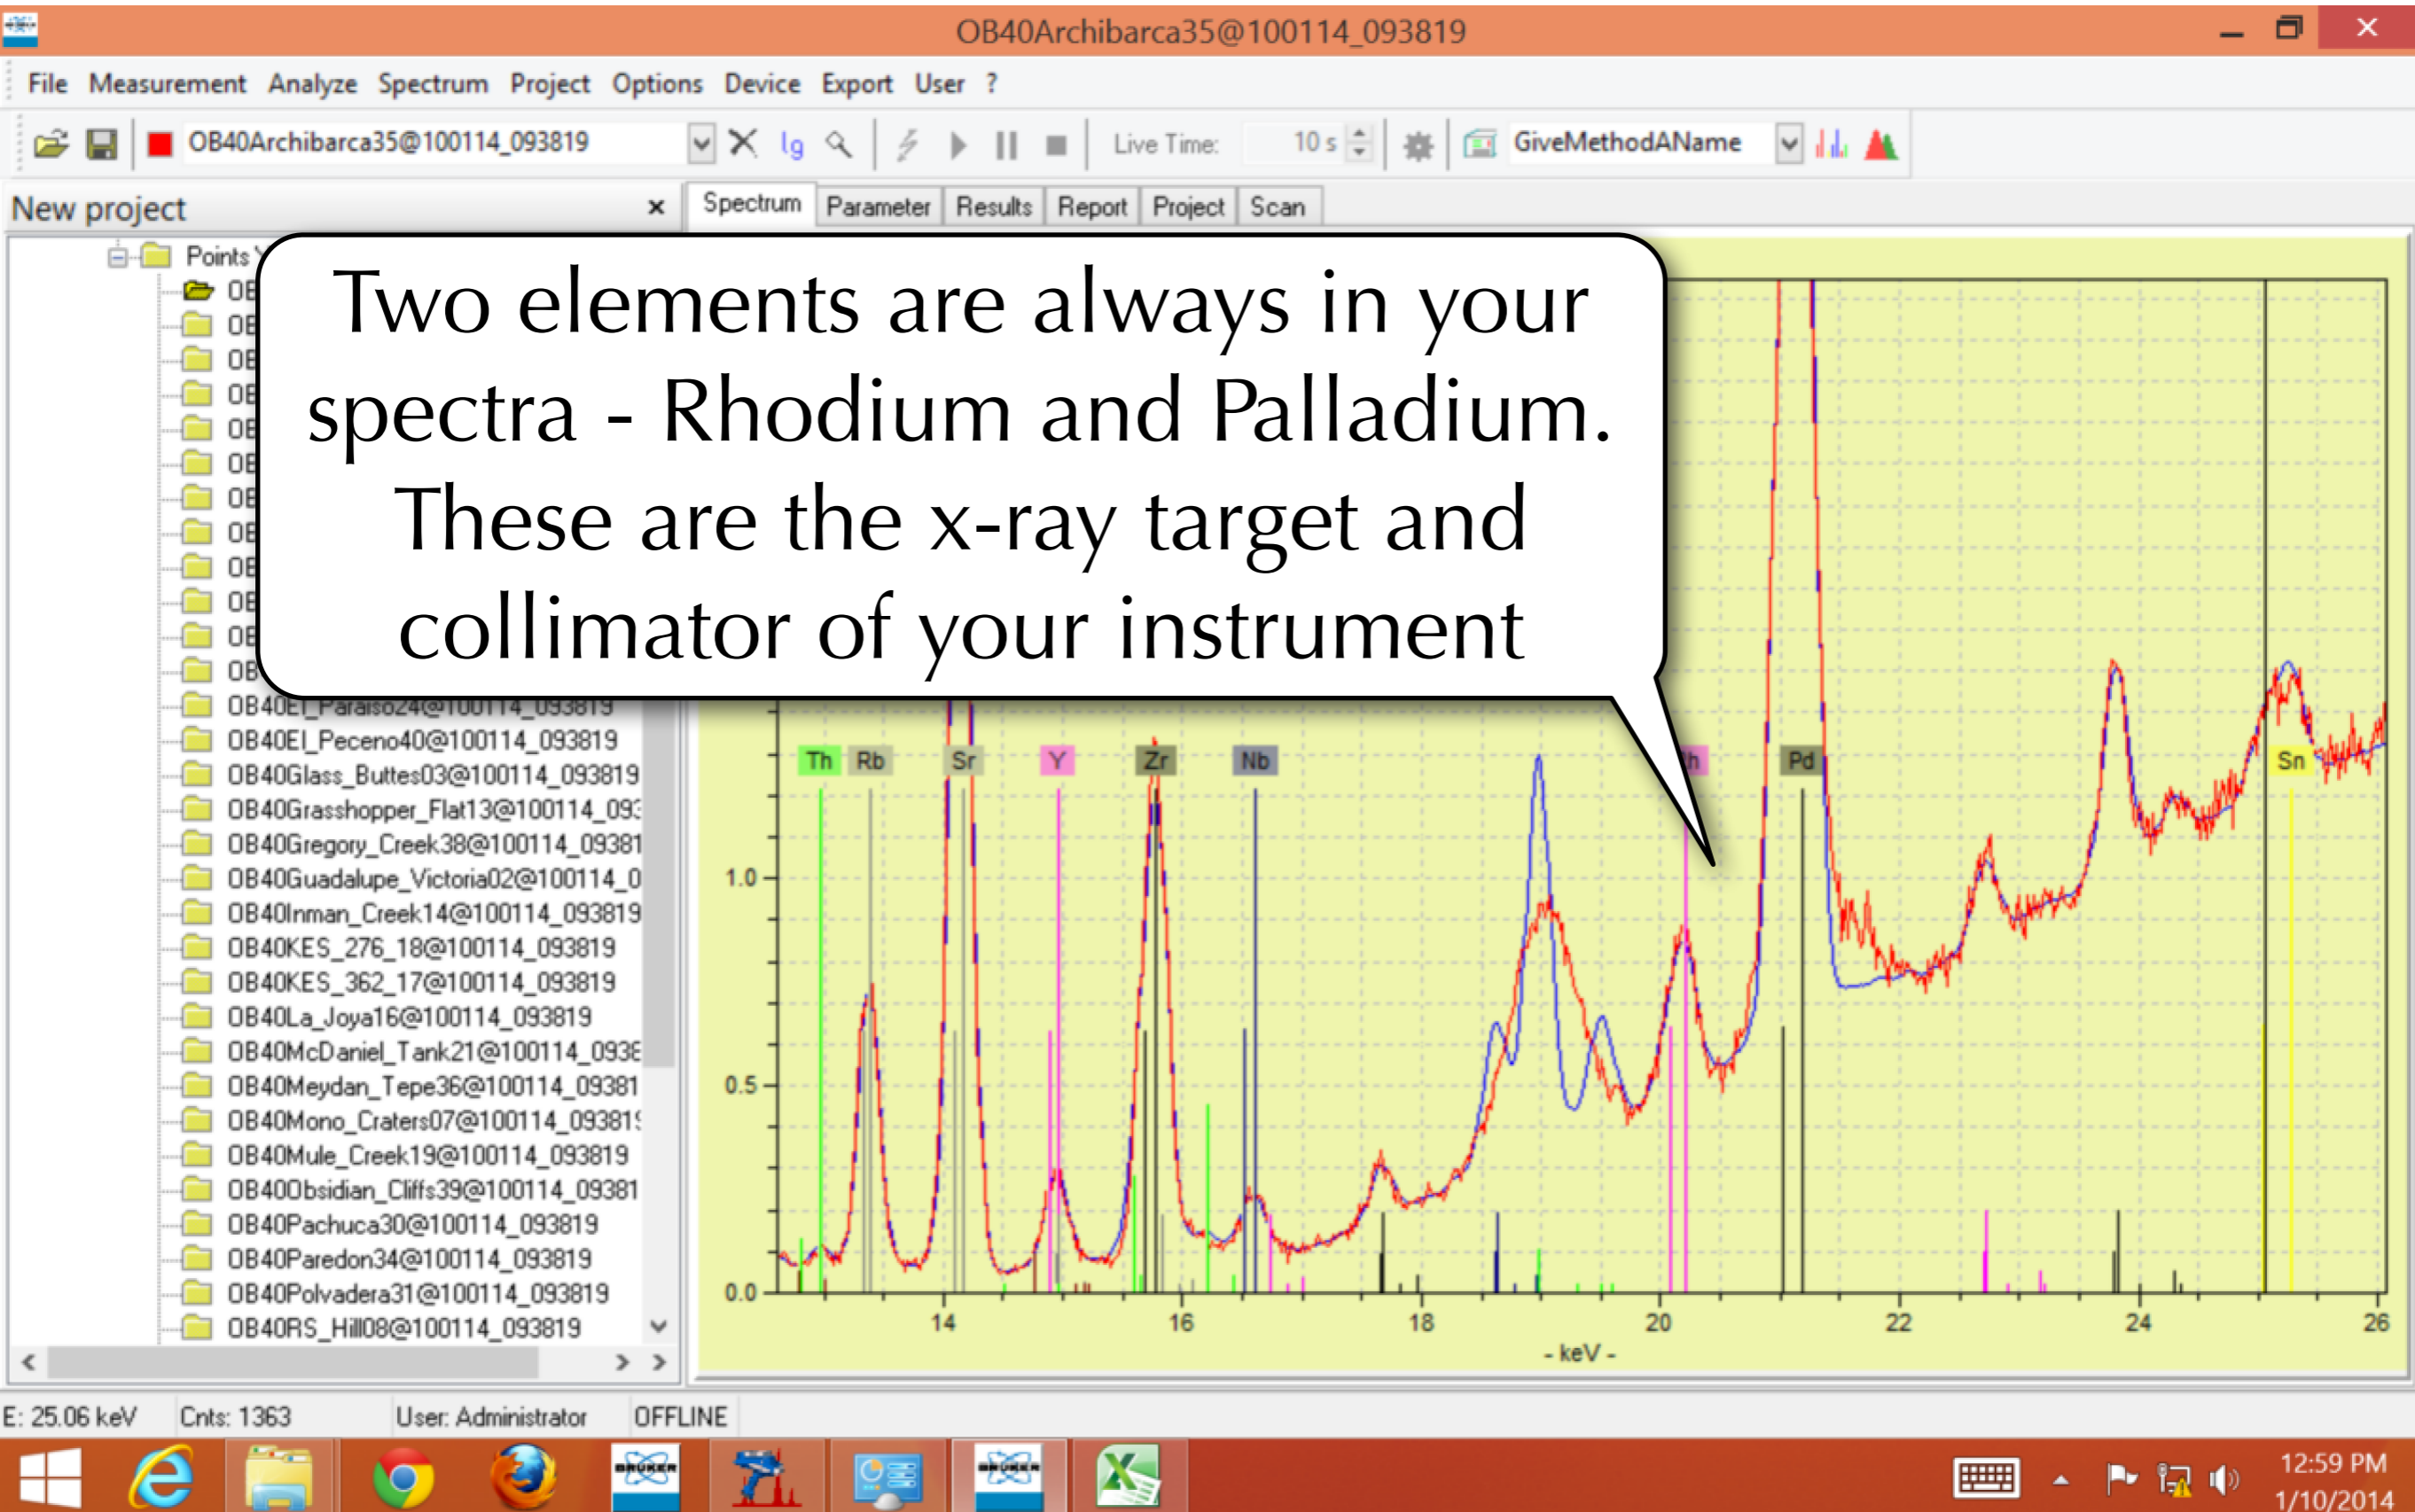 OB40Archibarca35@100114_093819
File Measurement Analyze Spectrum Project Options Device Export User ?
OB40Archibarca35@100114_093819 lg Live Time: 10 s GiveMethodAName
New project
Spectrum Parameter Results Report Project Scan
Points
Two elements are always in your
spectra - Rhodium and Palladium.
These are the x-ray target and
collimator of your instrument
OB40El_Paraiso24@100114_093819
OB40El_Peceno40@100114_093819
OB40Glass_Buttes03@100114_093819
OB40Grasshopper_Flat13@100114_093
OB40Gregory_Creek38@100114_09381
OB40Guadalupe_Victoria02@100114_0
OB40Inman_Creek14@100114_093819
OB40KES_276_18@100114_093819
OB40KES_362_17@100114_093819
OB40La_Joya16@100114_093819
OB40McDaniel_Tank21@100114_0938
OB40Meydan_Tepe36@100114_09381
OB40Mono_Craters07@100114_093819
OB40Mule_Creek19@100114_093819
OB40Obsidian_Cliffs39@100114_09381
OB40Pachuca30@100114_093819
OB40Paredon34@100114_093819
OB40Polvadera31@100114_093819
OB40RS_Hill08@100114_093819
Th Rb Sr Y Zr Nb Pd Sn
1.0
0.5
0.0
14 16 18 20 22 24 26
- keV -
E: 25.06 keV Cnts: 1363 User: Administrator OFFLINE
BRUKER BRUKER
12:59 PM
1/10/2014